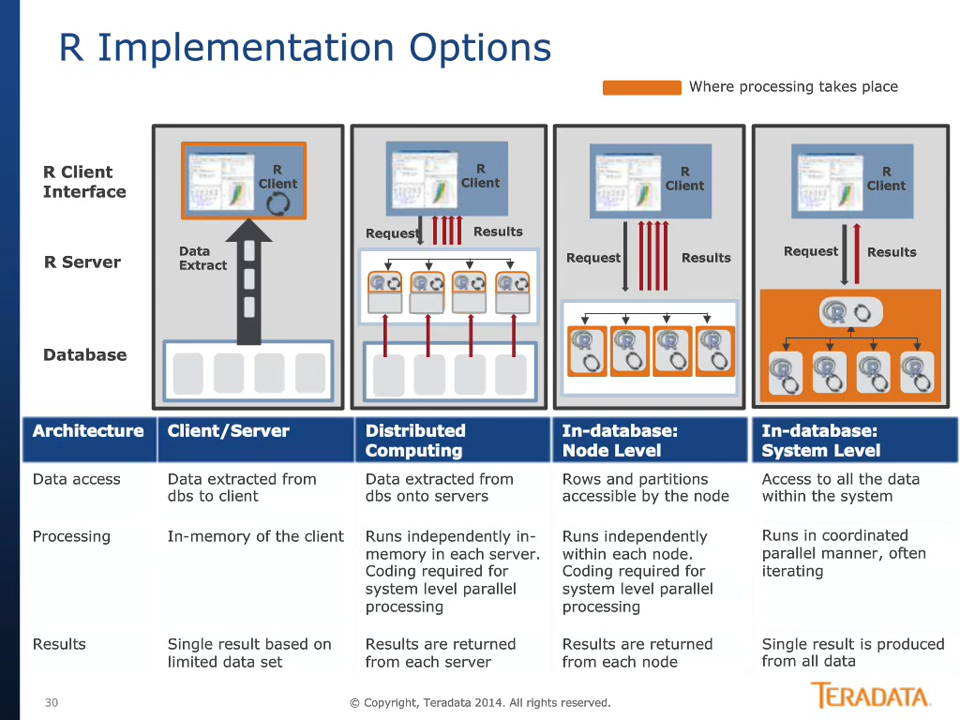 R Implementation Options
Where processing takes place
R Client
Interface
R Server
Database
R
Client
Data
Extract
R
Client
Request
Results
R
R
R
R
R
Client
Request
Results
R
R
R
R
R
Client
Request
Results
R
R
R
R
R
Architecture
Client/Server
Distributed
Computing
In-database:
Node Level
In-database:
System Level
Data access
Data extracted from
dbs to client
Data extracted from
dbs onto servers
Rows and partitions
accessible by the node
Access to all the data
within the system
Processing
In-memory of the client
Runs independently in-
memory in each server.
Coding required for
system level parallel
processing
Runs independently
within each node.
Coding required for
system level parallel
processing
Runs in coordinated
parallel manner, often
iterating
Results
Single result based on
limited data set
Results are returned
from each server
Results are returned
from each node
Single result is produced
from all data
30
© Copyright, Teradata 2014. All rights reserved.
TERADATA.